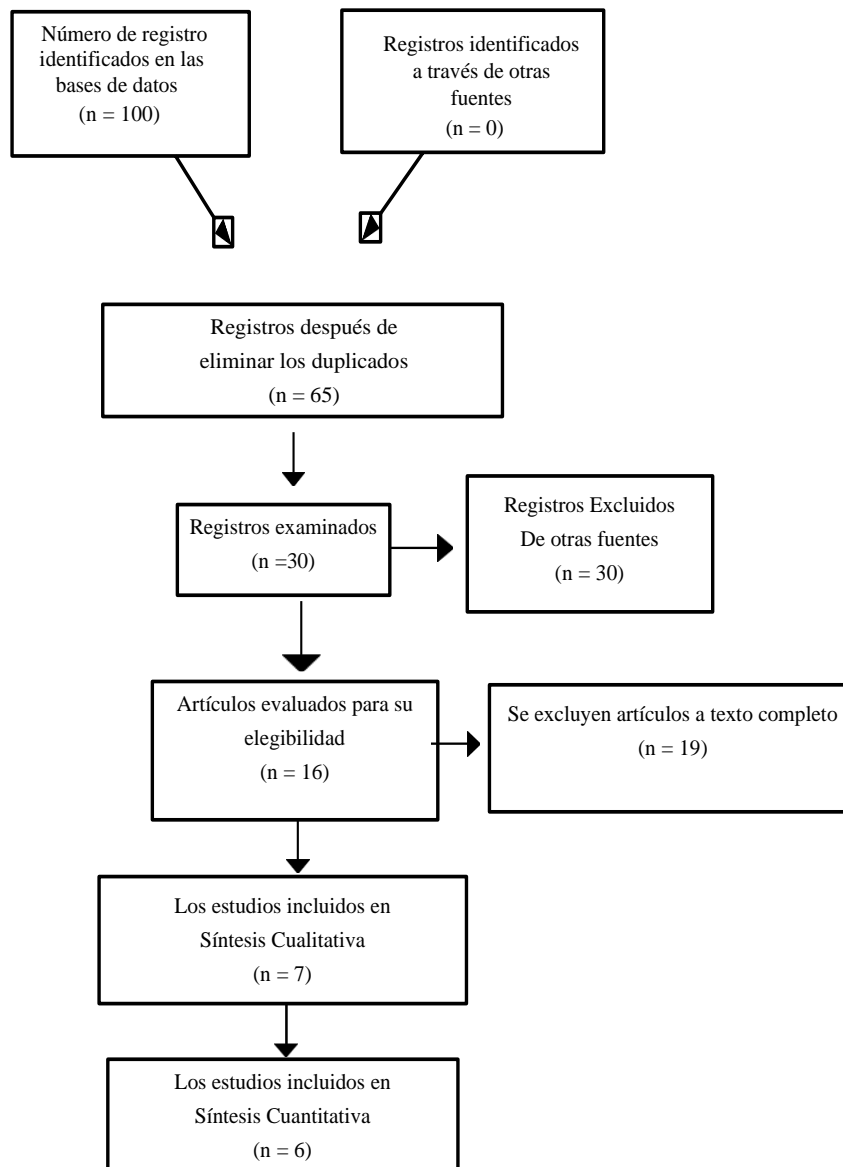 Número de registro
identificados en las
bases de datos
(n = 100)
Registros identificados
a través de otras
fuentes
(n = 0)
Registros después de
eliminar los duplicados
(n = 65)
Registros examinados
(n =30)
Registros Excluidos
De otras fuentes
(n = 30)
Artículos evaluados para su
elegibilidad
(n = 16)
Se excluyen artículos a texto completo
(n = 19)
Los estudios incluidos en
Síntesis Cualitativa
(n = 7)
Los estudios incluidos en
Síntesis Cuantitativa
(n = 6)